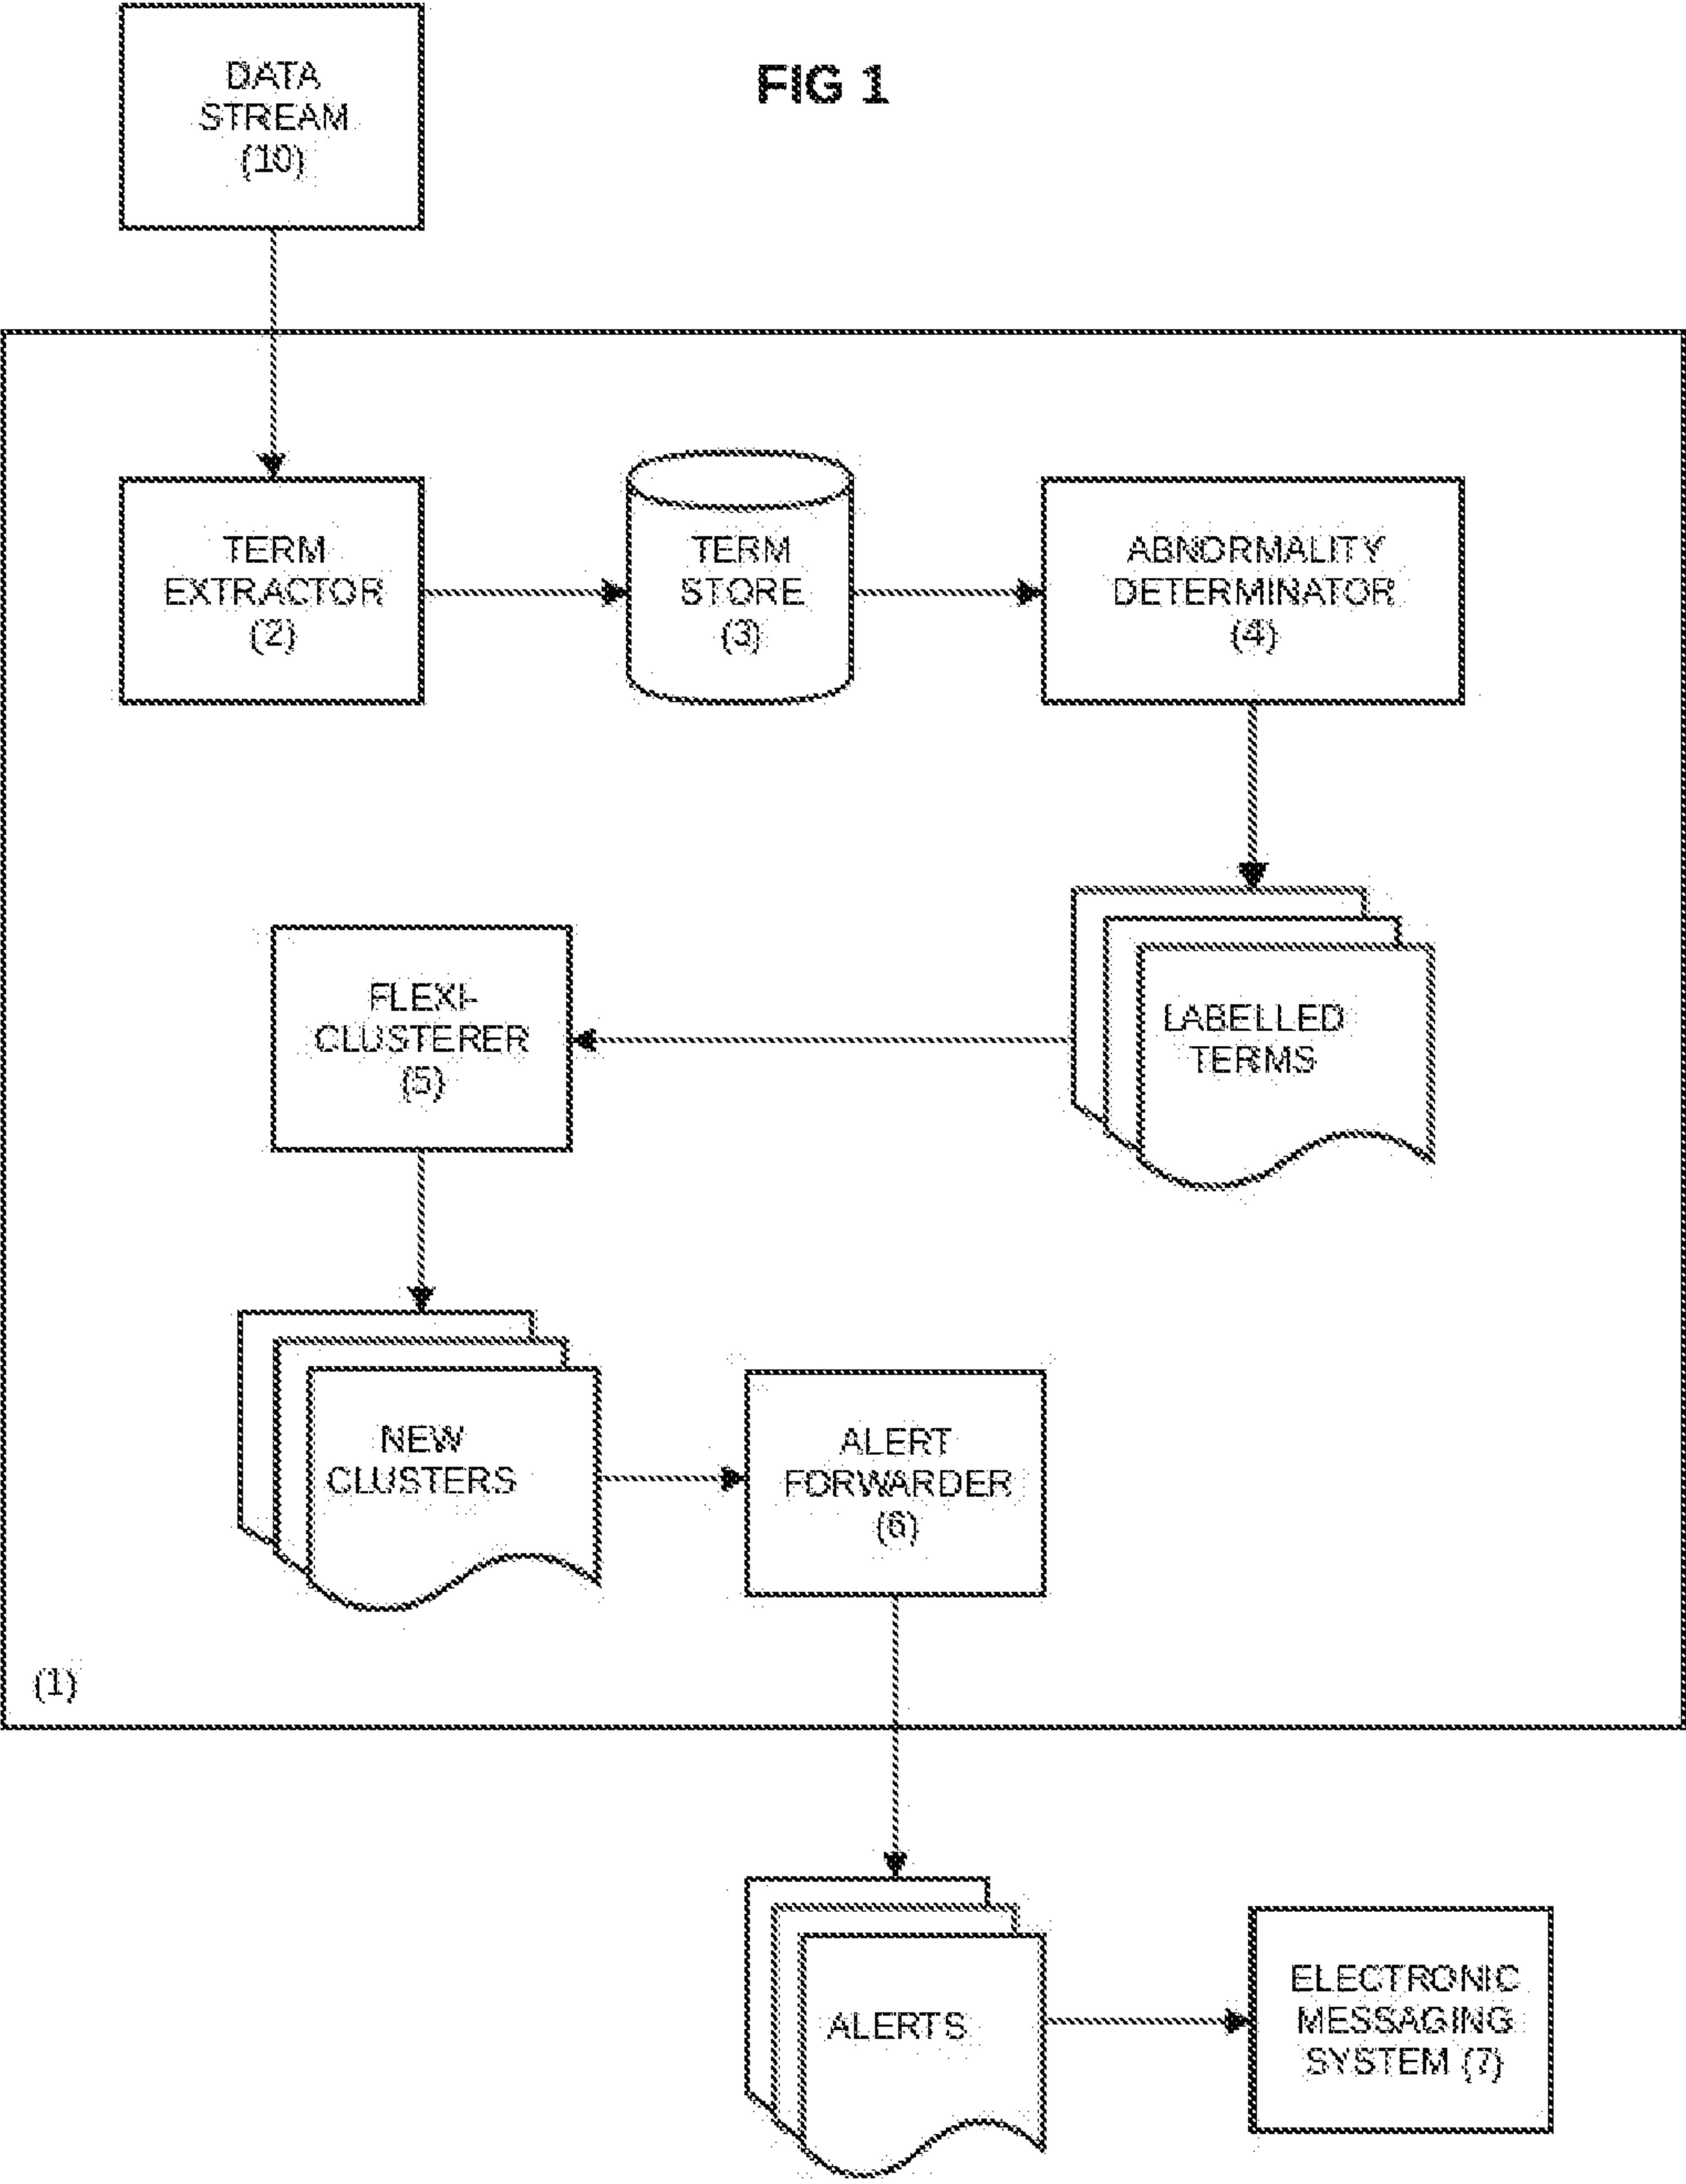 FIG 1
DATA
STREAM
(10)
TERM
EXTRACTOR
(2)
TERM
STORE
(3)
ABNORMALITY
DETERMINATOR
(4)
LABELLED
TERMS
FLEXI-
CLUSTERER
(5)
NEW
CLUSTERS
ALERT
FORWARDER
(6)
(1)
ALERTS
ELECTRONIC
MESSAGING
SYSTEM (7)